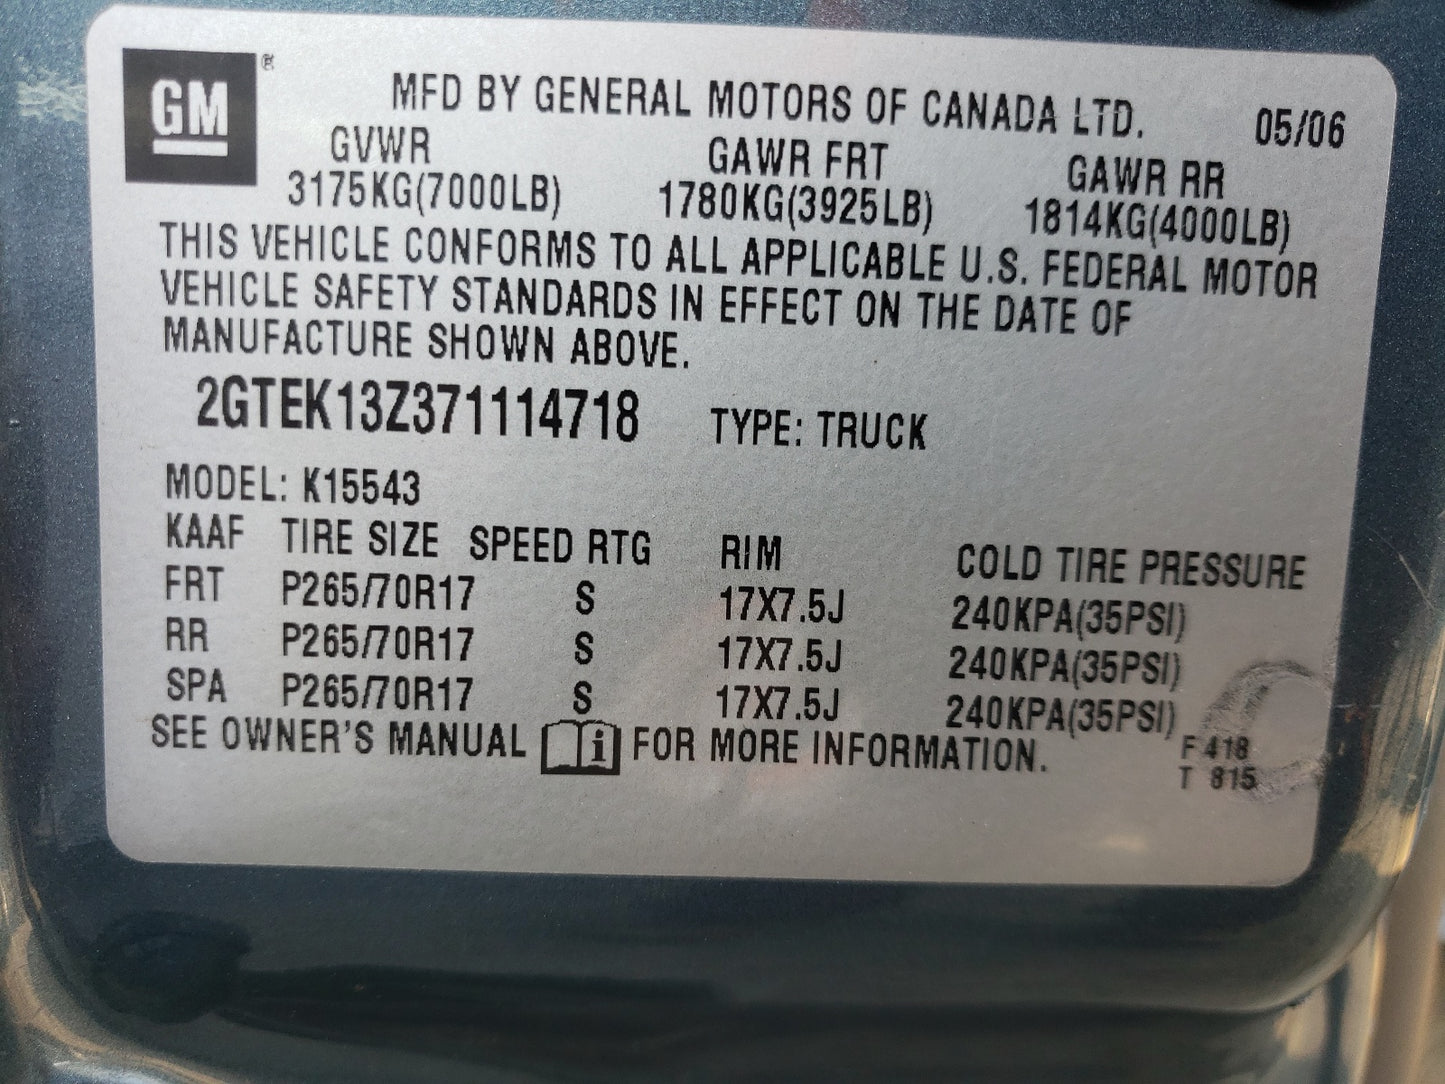 GM ®
MFD BY GENERAL MOTORS OF CANADA LTD. 05/06
GVWR GAWR FRT GAWR RR
3175KG(7000LB) 1780KG(3925LB) 1814KG(4000LB)
THIS VEHICLE CONFORMS TO ALL APPLICABLE U.S. FEDERAL MOTOR
VEHICLE SAFETY STANDARDS IN EFFECT ON THE DATE OF
MANUFACTURE SHOWN ABOVE.
2GTEK13Z371114718 TYPE: TRUCK
MODEL: K15543
KAAF TIRE SIZE SPEED RTG RIM COLD TIRE PRESSURE
FRT P265/70R17 S 17X7.5J 240KPA(35PSI)
RR P265/70R17 S 17X7.5J 240KPA(35PSI)
SPA P265/70R17 S 17X7.5J 240KPA(35PSI)
SEE OWNER'S MANUAL i FOR MORE INFORMATION.
F 418
T 815